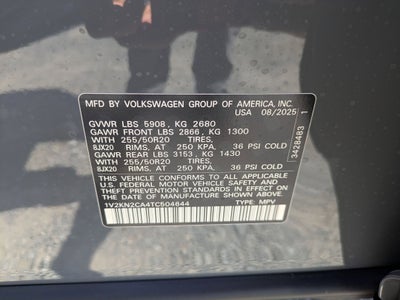 MFD. BY VOLKSWAGEN GROUP OF AMERICA, INC.
USA 08/2025
GVWR LBS 5908, KG 2680
GAWR FRONT LBS 2866, KG 1300
WITH 255/50R20 TIRES,
8JX20 RIMS, AT 250 KPA/ 36 PSI COLD
GAWR REAR LBS 3153, KG 1430
WITH 255/50R20 TIRES,
8JX20 RIMS, AT 250 KPA/ 36 PSI COLD
THIS VEHICLE CONFORMS TO ALL APPLICABLE
U.S. FEDERAL MOTOR VEHICLE SAFETY AND
THEFT PREVENTION STANDARDS IN EFFECT ON
THE DATE OF MANUFACTURE SHOWN ABOVE.
1V2KN2CA4TC504844 TYPE: MPV
3428483 1